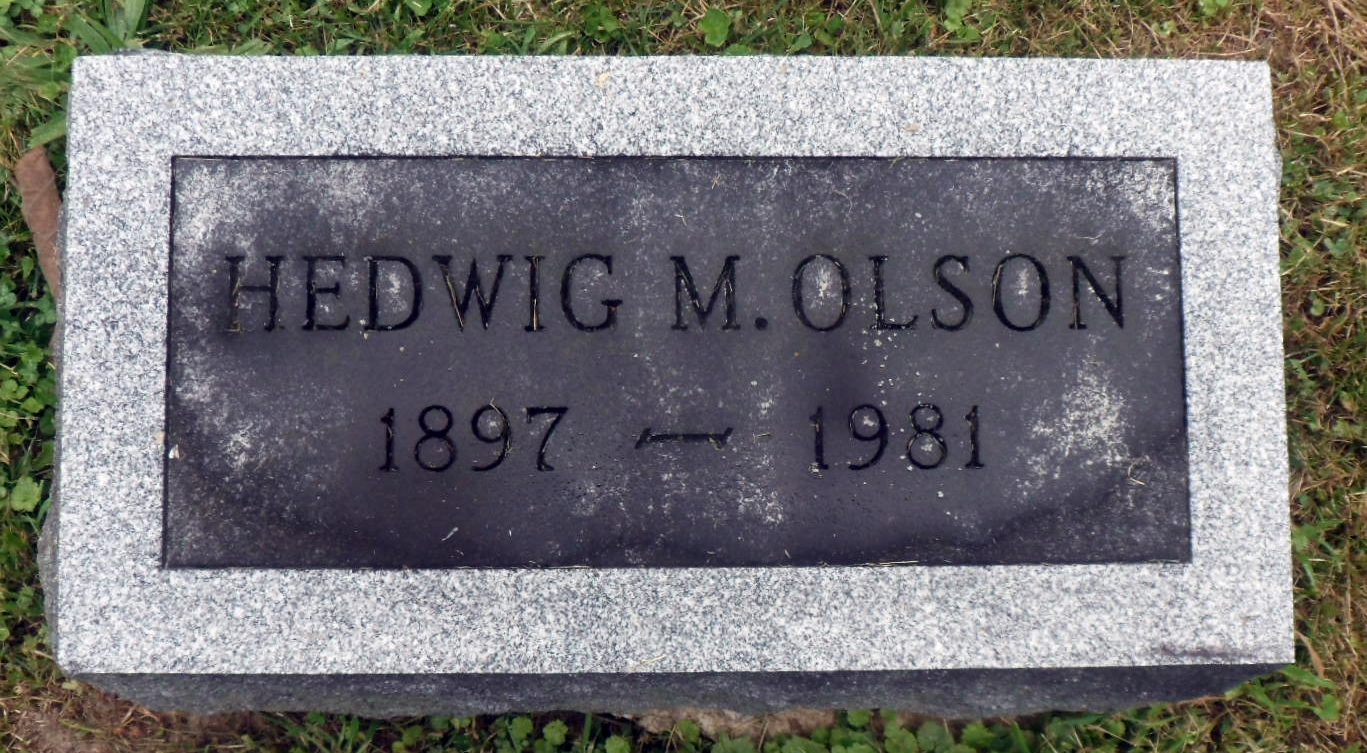 HEDWIG M. OLSON
1897 — 1981